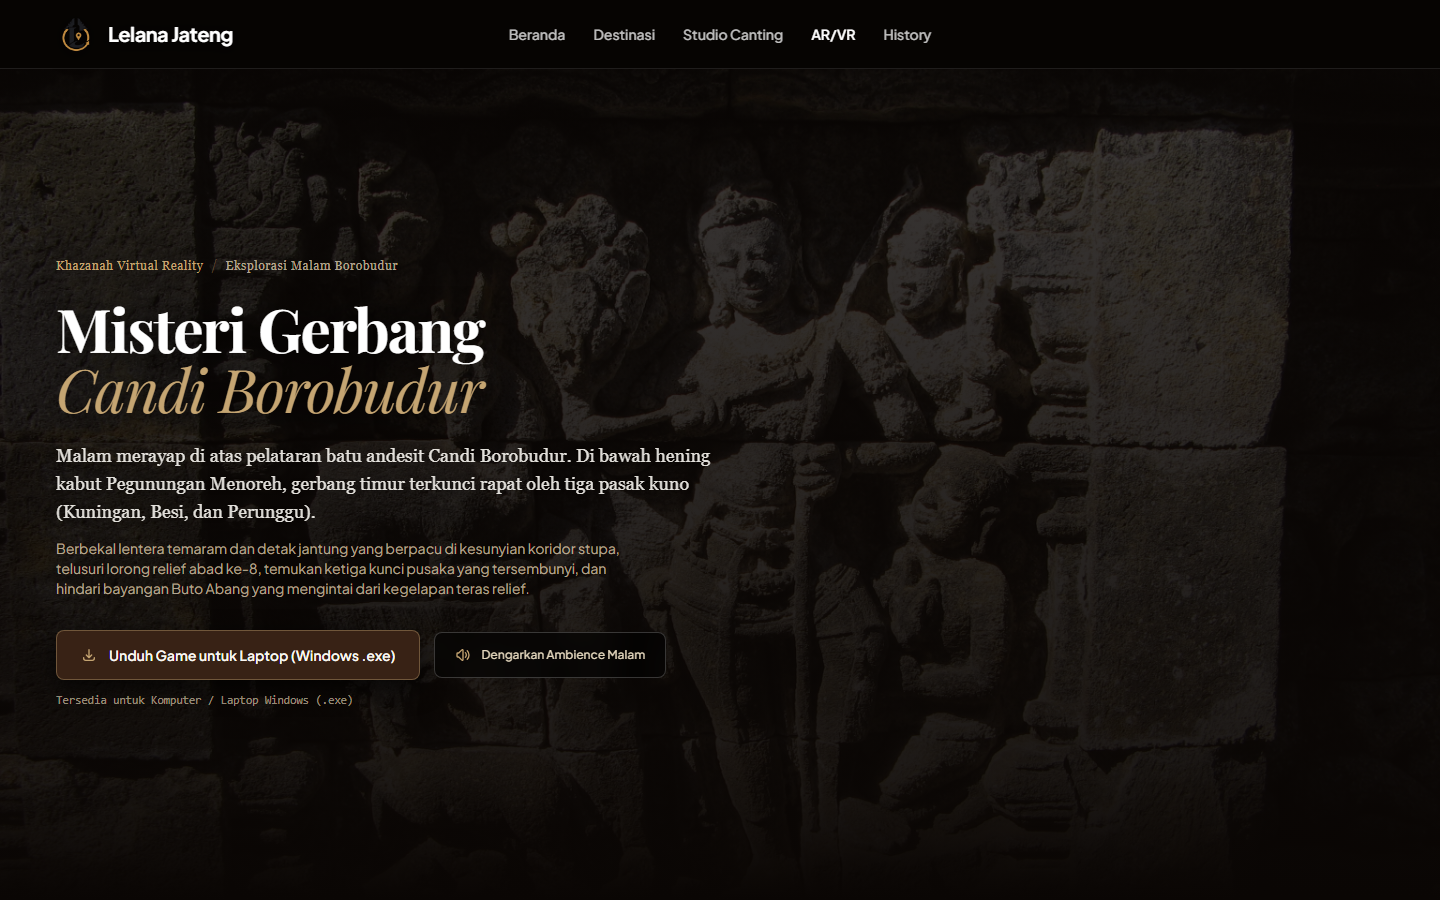 Lelana Jateng
Beranda
Destinasi
Studio Canting
AR/VR
History
Khazanah Virtual Reality / Eksplorasi Malam Borobudur
Misteri Gerbang
Candi Borobudur
Malam merayap di atas pelataran batu andesit Candi Borobudur. Di bawah hening
kabut Pegunungan Menoreh, gerbang timur terkunci rapat oleh tiga pasak kuno
(Kuningan, Besi, dan Perunggu).
Berbekal lentera temaram dan detak jantung yang berpacu di kesunyian koridor stupa,
telusuri lorong relief abad ke-8, temukan ketiga kunci pusaka yang tersembunyi, dan
hindari bayangan Buto Abang yang mengintai dari kegelapan teras relief.
Unduh Game untuk Laptop (Windows .exe)
Dengarkan Ambience Malam
Tersedia untuk Komputer / Laptop Windows (.exe)